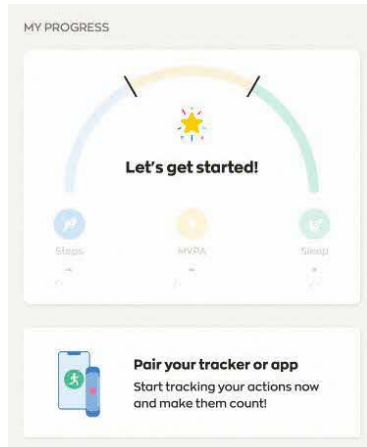 MY PROGRESS
Let's get started!
Steps
MVPA
Sleep
Pair your tracker or app
Start tracking your actions now
and make them count!